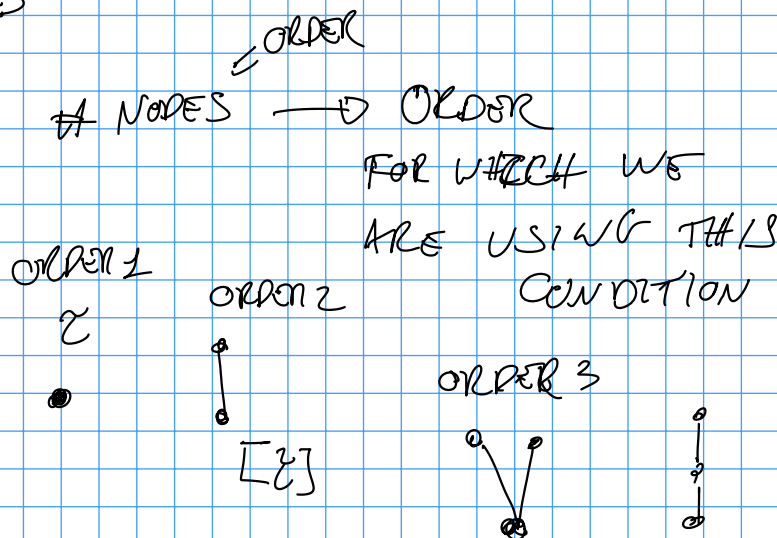 ORDER
# NODES → ORDER
FOR WHICH WE
ARE USING THIS
CONDITION
ORDER 1
τ
ORDER 2
[τ]
ORDER 3